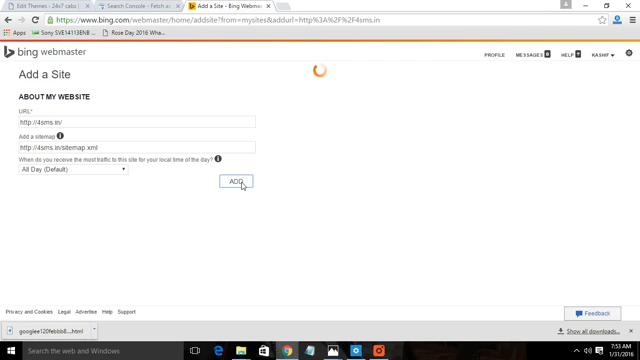 Edit Themes - 24x7 cabs |
Search Console - Fetch as
Add a Site - Bing Webmast
https://www.bing.com/webmaster/home/addsite?from=mysites&addurl=http%3A%2F%2F4sms.in
Apps
Sony SVE14113ENB
Rose Day 2016 Wha...
bing webmaster
PROFILE
MESSAGES 0
HELP
KASHIF
Add a Site
ABOUT MY WEBSITE
URL*
http://4sms.in/
Add a sitemap
http://4sms.in/sitemap.xml
When do you receive the most traffic to this site for your local time of the day?
All Day (Default)
ADD
Privacy and Cookies
Legal
Advertise
Help
Support
Feedback
googlee120febbb8....html
Show all downloads...
Search the web and Windows
7:53 AM
1/31/2016